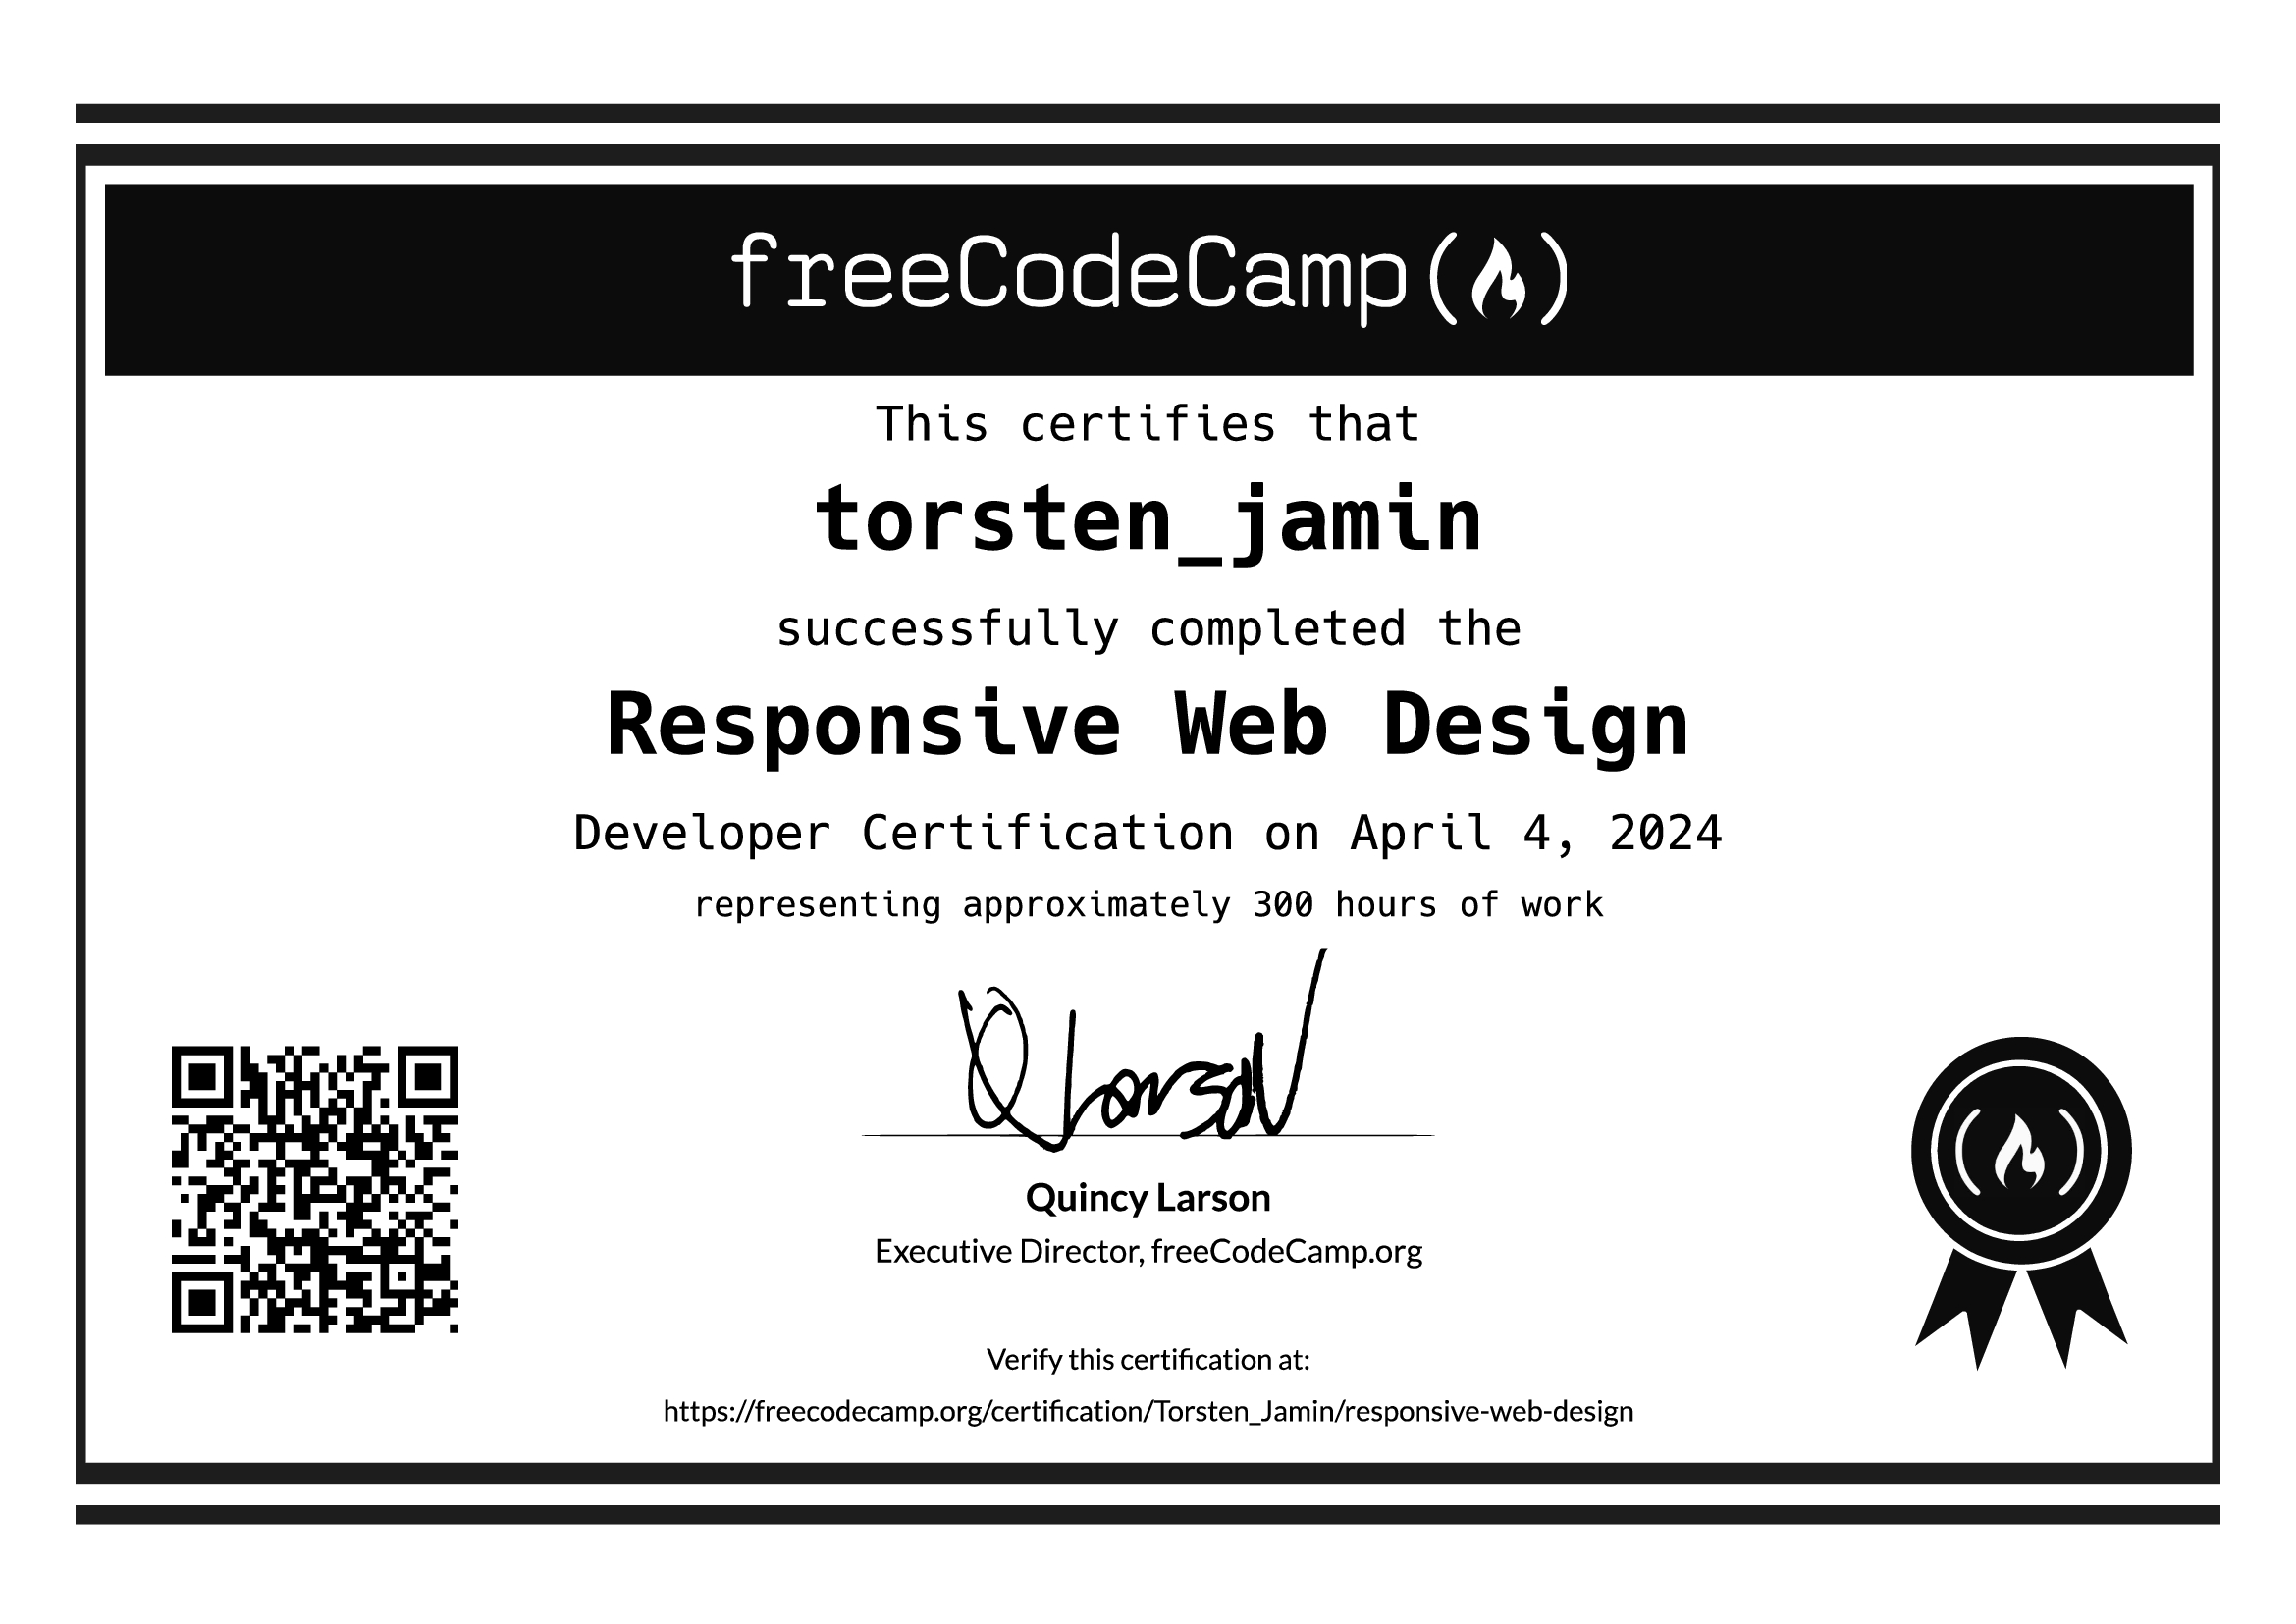 freeCodeCamp
This certifies that
torsten_jamin
successfully completed the
Responsive Web Design
Developer Certification on April 4, 2024
representing approximately 300 hours of work
Quincy Larson
Executive Director, freeCodeCamp.org
Verify this certification at:
https://freecodecamp.org/certification/Torsten_Jamin/responsive-web-design